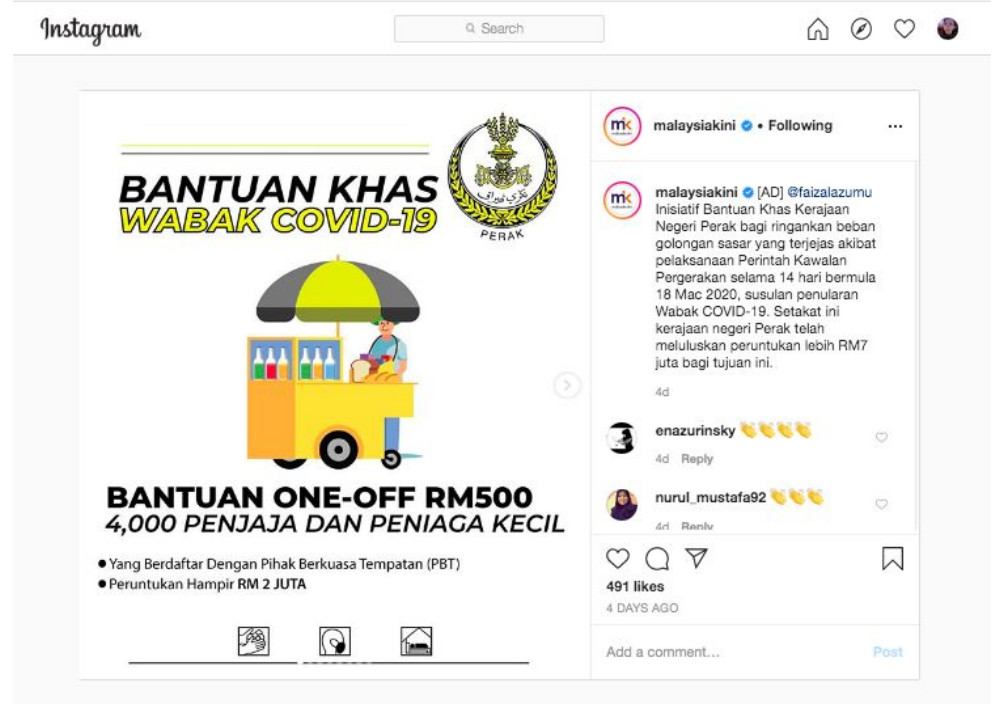 Instagram
Search
BANTUAN KHAS
WABAK COVID-19
PERAK
BANTUAN ONE-OFF RM500
4,000 PENJAJA DAN PENIAGA KECIL
• Yang Berdaftar Dengan Pihak Berkuasa Tempatan (PBT)
• Peruntukan Hampir RM 2 JUTA
mk
malaysiakini • Following
...
mk
malaysiakini [AD] @faizalazumu
Inisiatif Bantuan Khas Kerajaan
Negeri Perak bagi ringankan beban
golongan sasar yang terjejas akibat
pelaksanaan Perintah Kawalan
Pergerakan selama 14 hari bermula
18 Mac 2020, susulan penularan
Wabak COVID-19. Setakat ini
kerajaan negeri Perak telah
meluluskan peruntukan lebih RM7
juta bagi tujuan ini.
4d
enazurinsky 👏👏👏👏
4d Reply
nurul_mustafa92 👏👏👏
4d Reply
491 likes
4 DAYS AGO
Add a comment...
Post